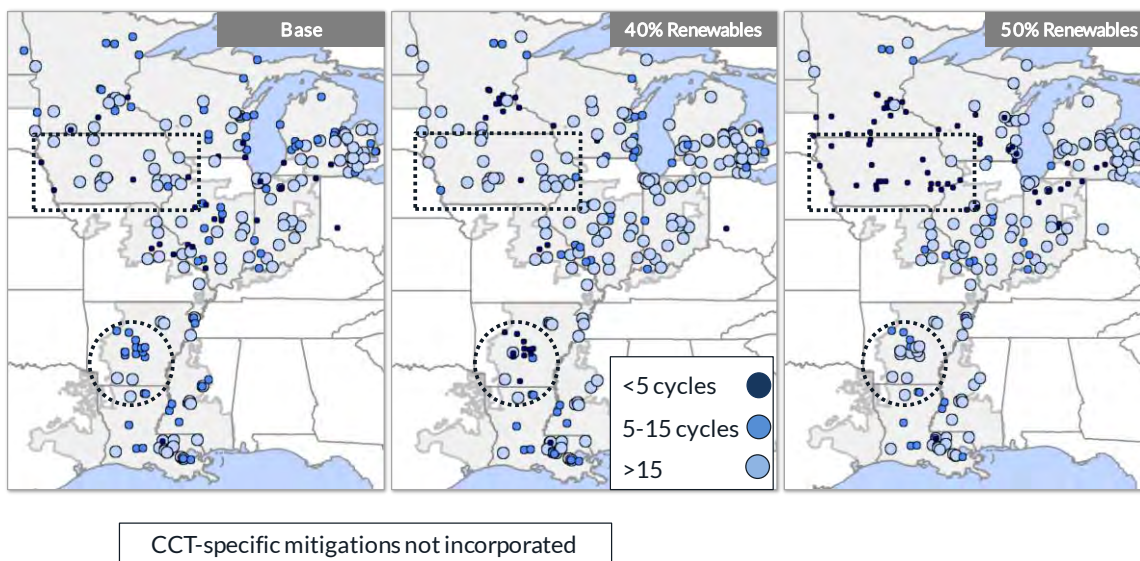 Base
40% Renewables
50% Renewables
<5 cycles
5-15 cycles
>15
CCT-specific mitigations not incorporated